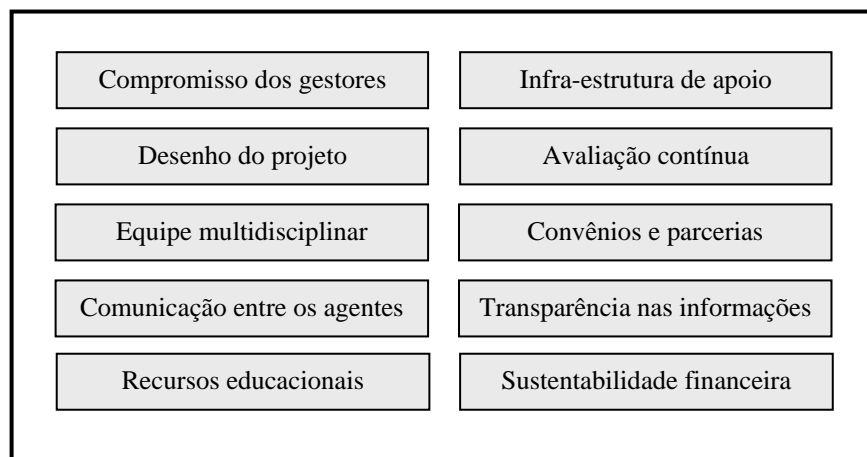 Compromisso dos gestores
Infra-estrutura de apoio
Desenho do projeto
Avaliação contínua
Equipe multidisciplinar
Convênios e parcerias
Comunicação entre os agentes
Transparência nas informações
Recursos educacionais
Sustentabilidade financeira